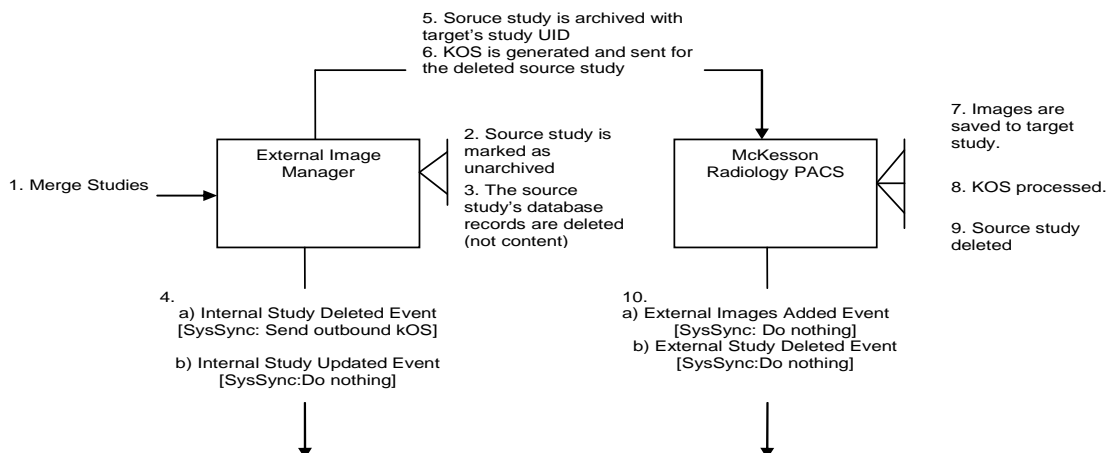 5. Soruce study is archived with
target's study UID
6. KOS is generated and sent for
the deleted source study
1. Merge Studies
External Image
Manager
2. Source study is
marked as
unarchived
3. The source
study's database
records are deleted
(not content)
McKesson
Radiology PACS
7. Images are
saved to target
study.
8. KOS processed.
9. Source study
deleted
4.
a) Internal Study Deleted Event
[SysSync: Send outbound kOS]
b) Internal Study Updated Event
[SysSync:Do nothing]
10.
a) External Images Added Event
[SysSync: Do nothing]
b) External Study Deleted Event
[SysSync:Do nothing]